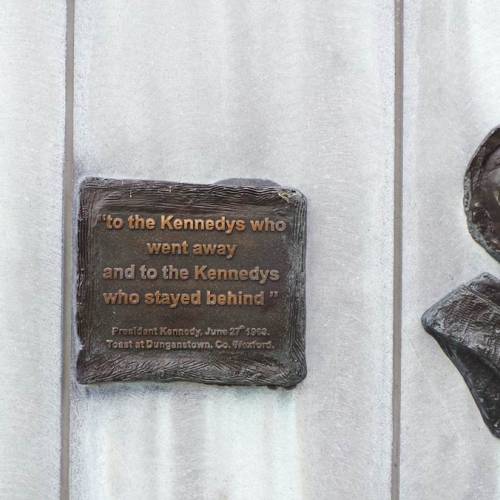 "to the Kennedys who
went away
and to the Kennedys
who stayed behind "
President Kennedy, June 27th 1963.
Toast at Dunganstown, Co. Wexford.